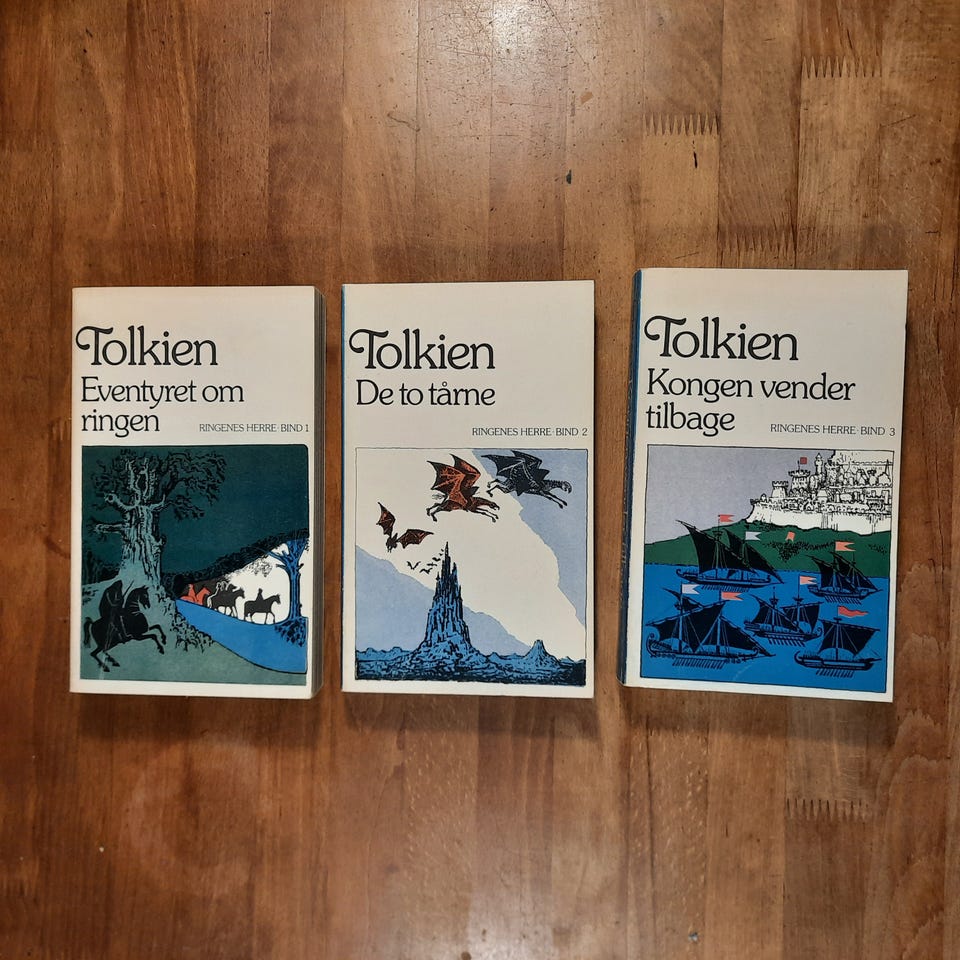 Tolkien
Eventyret om
ringen
RINGENES HERRE·BIND 1
Tolkien
De to tårne
RINGENES HERRE·BIND 2
Tolkien
Kongen vender
tilbage
RINGENES HERRE·BIND 3